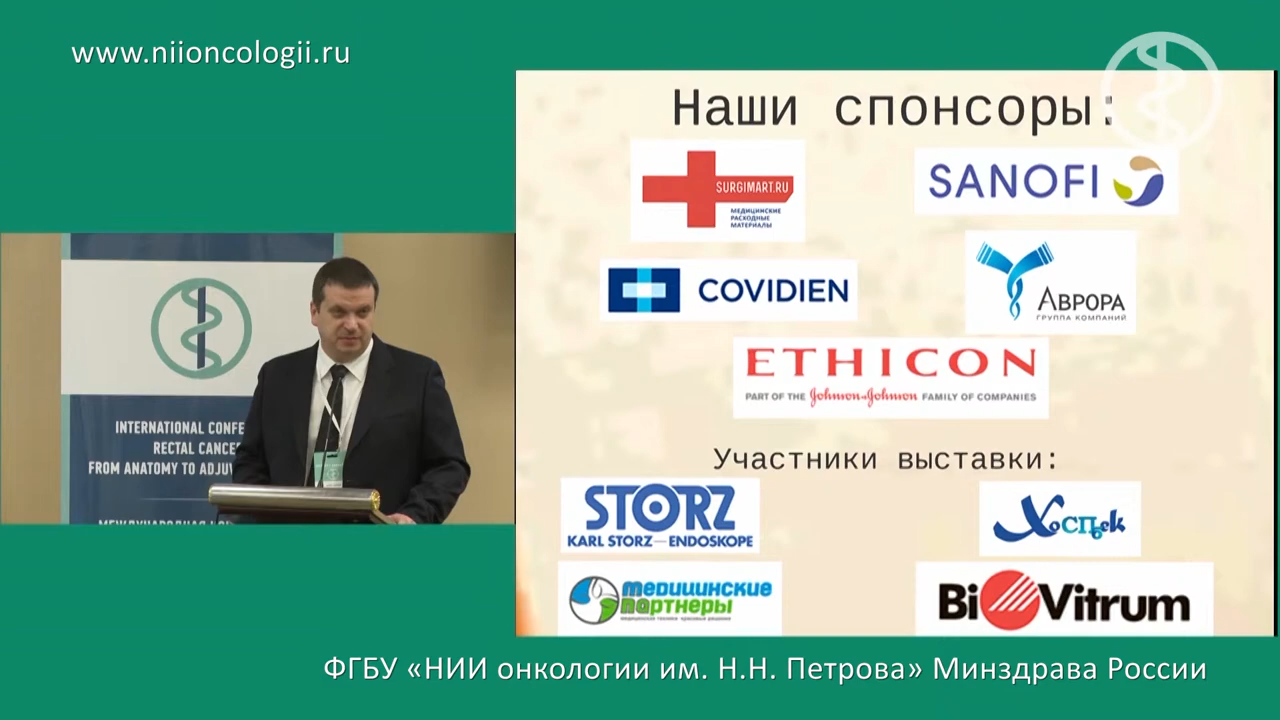 www.niioncologii.ru
Наши спонсоры:
SURGIMART.RU
МЕДИЦИНСКИЕ
РАСХОДНЫЕ
МАТЕРИАЛЫ
SANOFI
COVIDIEN
АВРОРА
ГРУППА КОМПАНИЙ
ETHICON
PART OF THE Johnson & Johnson FAMILY OF COMPANIES
Участники выставки:
STORZ
KARL STORZ—ENDOSKOPE
ХОСПЕК
медицинские
партнеры
BiOVitrum
INTERNATIONAL CONFE
RECTAL CANCE
FROM ANATOMY TO ADJUV
ФГБУ «НИИ онкологии им. Н.Н. Петрова» Минздрава России